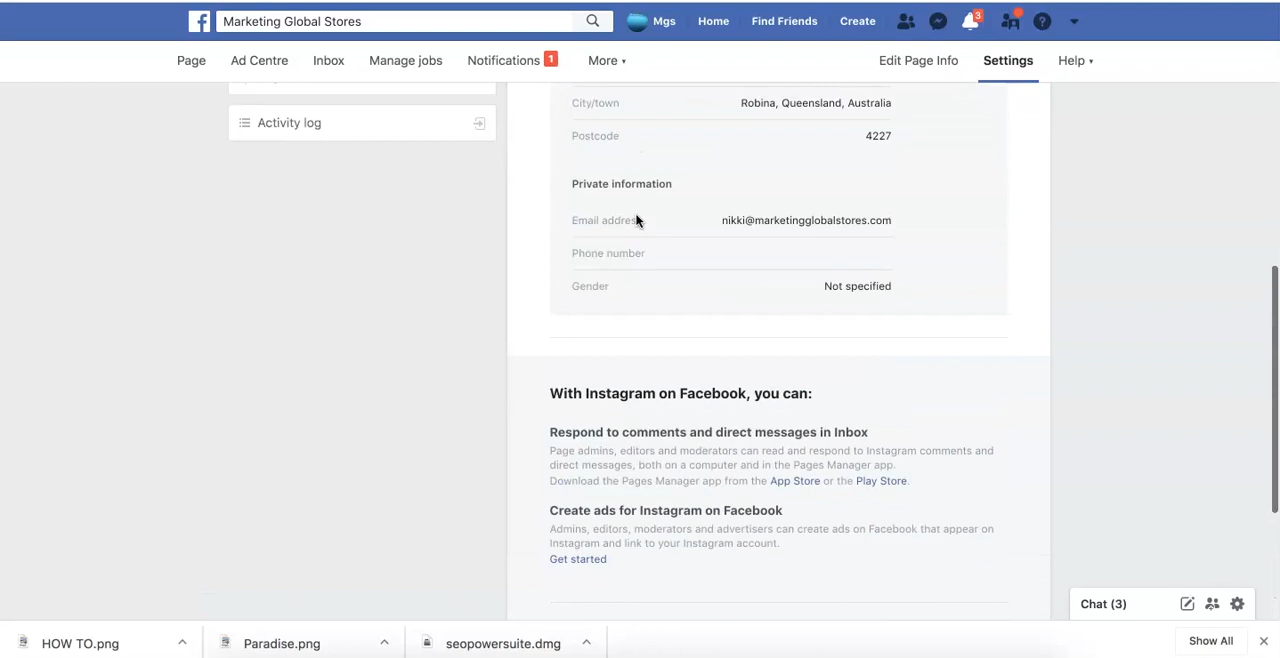 Marketing Global Stores
Mgs Home Find Friends Create 3
Page Ad Centre Inbox Manage jobs Notifications 1 More Edit Page Info Settings Help
City/town Robina, Queensland, Australia
Activity log
Postcode 4227
Private information
Email addre nikki@marketingglobalstores.com
Phone number
Gender Not specified
With Instagram on Facebook, you can:
Respond to comments and direct messages in Inbox
Page admins, editors and moderators can read and respond to Instagram comments and
direct messages, both on a computer and in the Pages Manager app.
Download the Pages Manager app from the App Store or the Play Store.
Create ads for Instagram on Facebook
Admins, editors, moderators and advertisers can create ads on Facebook that appear on
Instagram and link to your Instagram account.
Get started
Chat (3)
HOW TO.png Paradise.png seopowersuite.dmg Show All